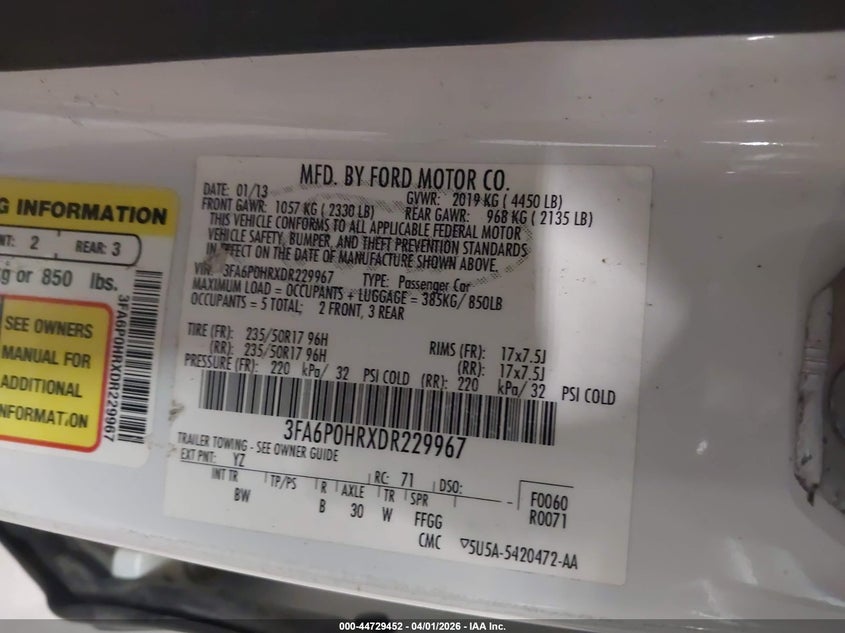 MFD. BY FORD MOTOR CO.
DATE: 01/13 GVWR: 2019 KG ( 4450 LB)
FRONT GAWR: 1057 KG ( 2330 LB) REAR GAWR: 968 KG ( 2135 LB)
THIS VEHICLE CONFORMS TO ALL APPLICABLE FEDERAL MOTOR
VEHICLE SAFETY, BUMPER, AND THEFT PREVENTION STANDARDS
IN EFFECT ON THE DATE OF MANUFACTURE SHOWN ABOVE.
VIN: 3FA6P0HRXDR229967 TYPE: Passenger Car
MAXIMUM LOAD = OCCUPANTS + LUGGAGE = 385KG/ 850LB
OCCUPANTS = 5 TOTAL; 2 FRONT, 3 REAR
TIRE (FR): 235/50R17 96H RIMS (FR): 17x7.5J
(RR): 235/50R17 96H (RR): 17x7.5J
PRESSURE (FR): 220 kPa/ 32 PSI COLD (RR): 220 kPa/ 32 PSI COLD
3FA6P0HRXDR229967
TRAILER TOWING - SEE OWNER GUIDE
EXT PNT: YZ RC: 71 DSO: F0060
INT TR TP/PS R AXLE TR SPR - R0071
BW B 30 W FFGG
CMC ▽5U5A-5420472-AA
G INFORMATION
NT: 2 REAR: 3
g or 850 lbs.
SEE OWNERS
MANUAL FOR
ADDITIONAL
NFORMATION
3FA6P0HRXDR229967
000-44729452 - 04/01/2026 - IAA Inc.